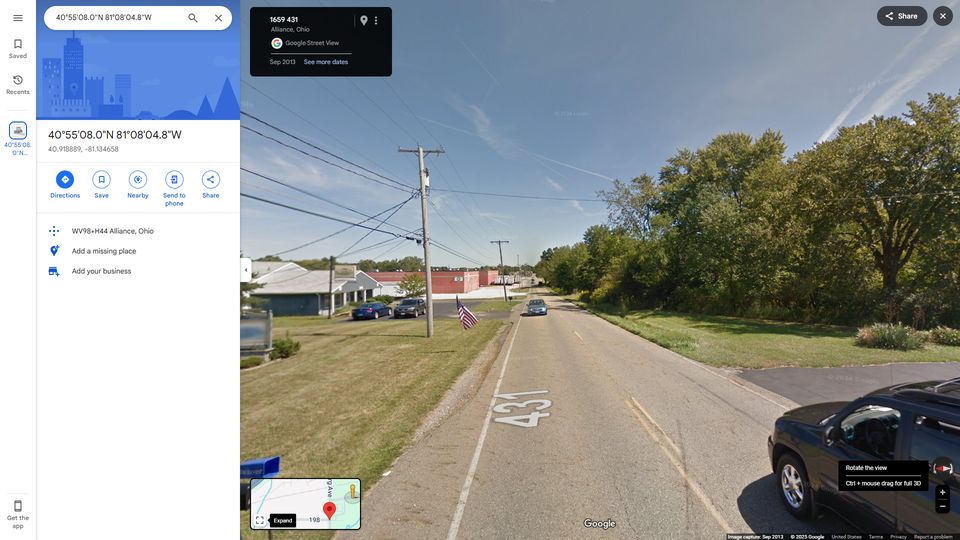 40°55'08.0"N 81°08'04.8"W
Saved
Recents
40°55'08.
0"N...
Get the
app
40°55'08.0"N 81°08'04.8"W
40.918889, -81.134658
Directions
Save
Nearby
Send to
phone
Share
WV98+H44 Alliance, Ohio
Add a missing place
Add your business
1659 431
Alliance, Ohio
Google Street View
Sep 2013
See more dates
Share
431
rg Ave
198
Expand
Rotate the view
Ctrl + mouse drag for full 3D
Google
Image capture: Sep 2013
© 2025 Google
United States
Terms
Privacy
Report a problem